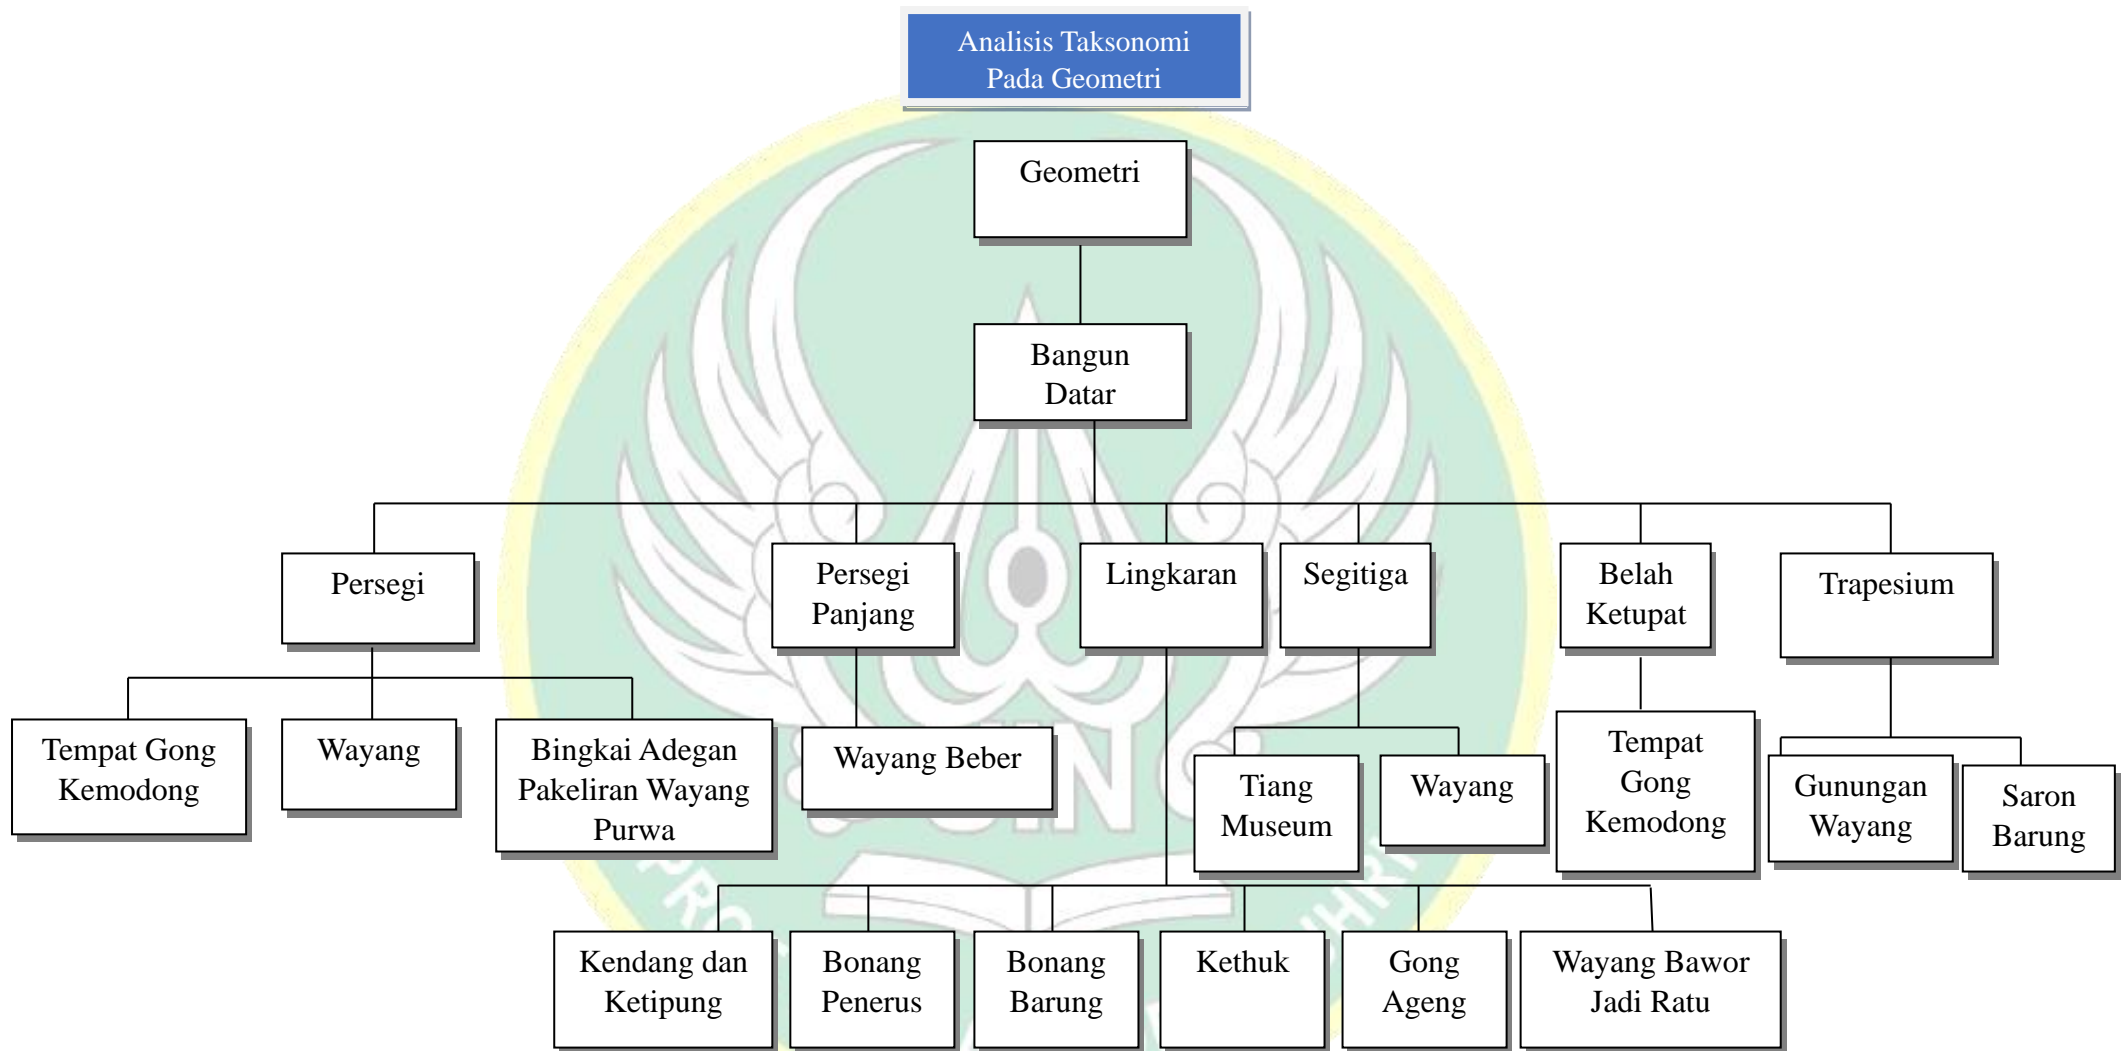 Analisis Taksonomi
Pada Geometri
Geometri
Bangun
Datar
Persegi
Persegi
Panjang
Lingkaran
Segitiga
Belah
Ketupat
Trapesium
Tempat Gong
Kemodong
Wayang
Bingkai Adegan
Pakeliran Wayang
Purwa
Wayang Beber
Tiang
Museum
Wayang
Tempat
Gong
Kemodong
Gunungan
Wayang
Saron
Barung
Kendang dan
Ketipung
Bonang
Penerus
Bonang
Barung
Kethuk
Gong
Ageng
Wayang Bawor
Jadi Ratu